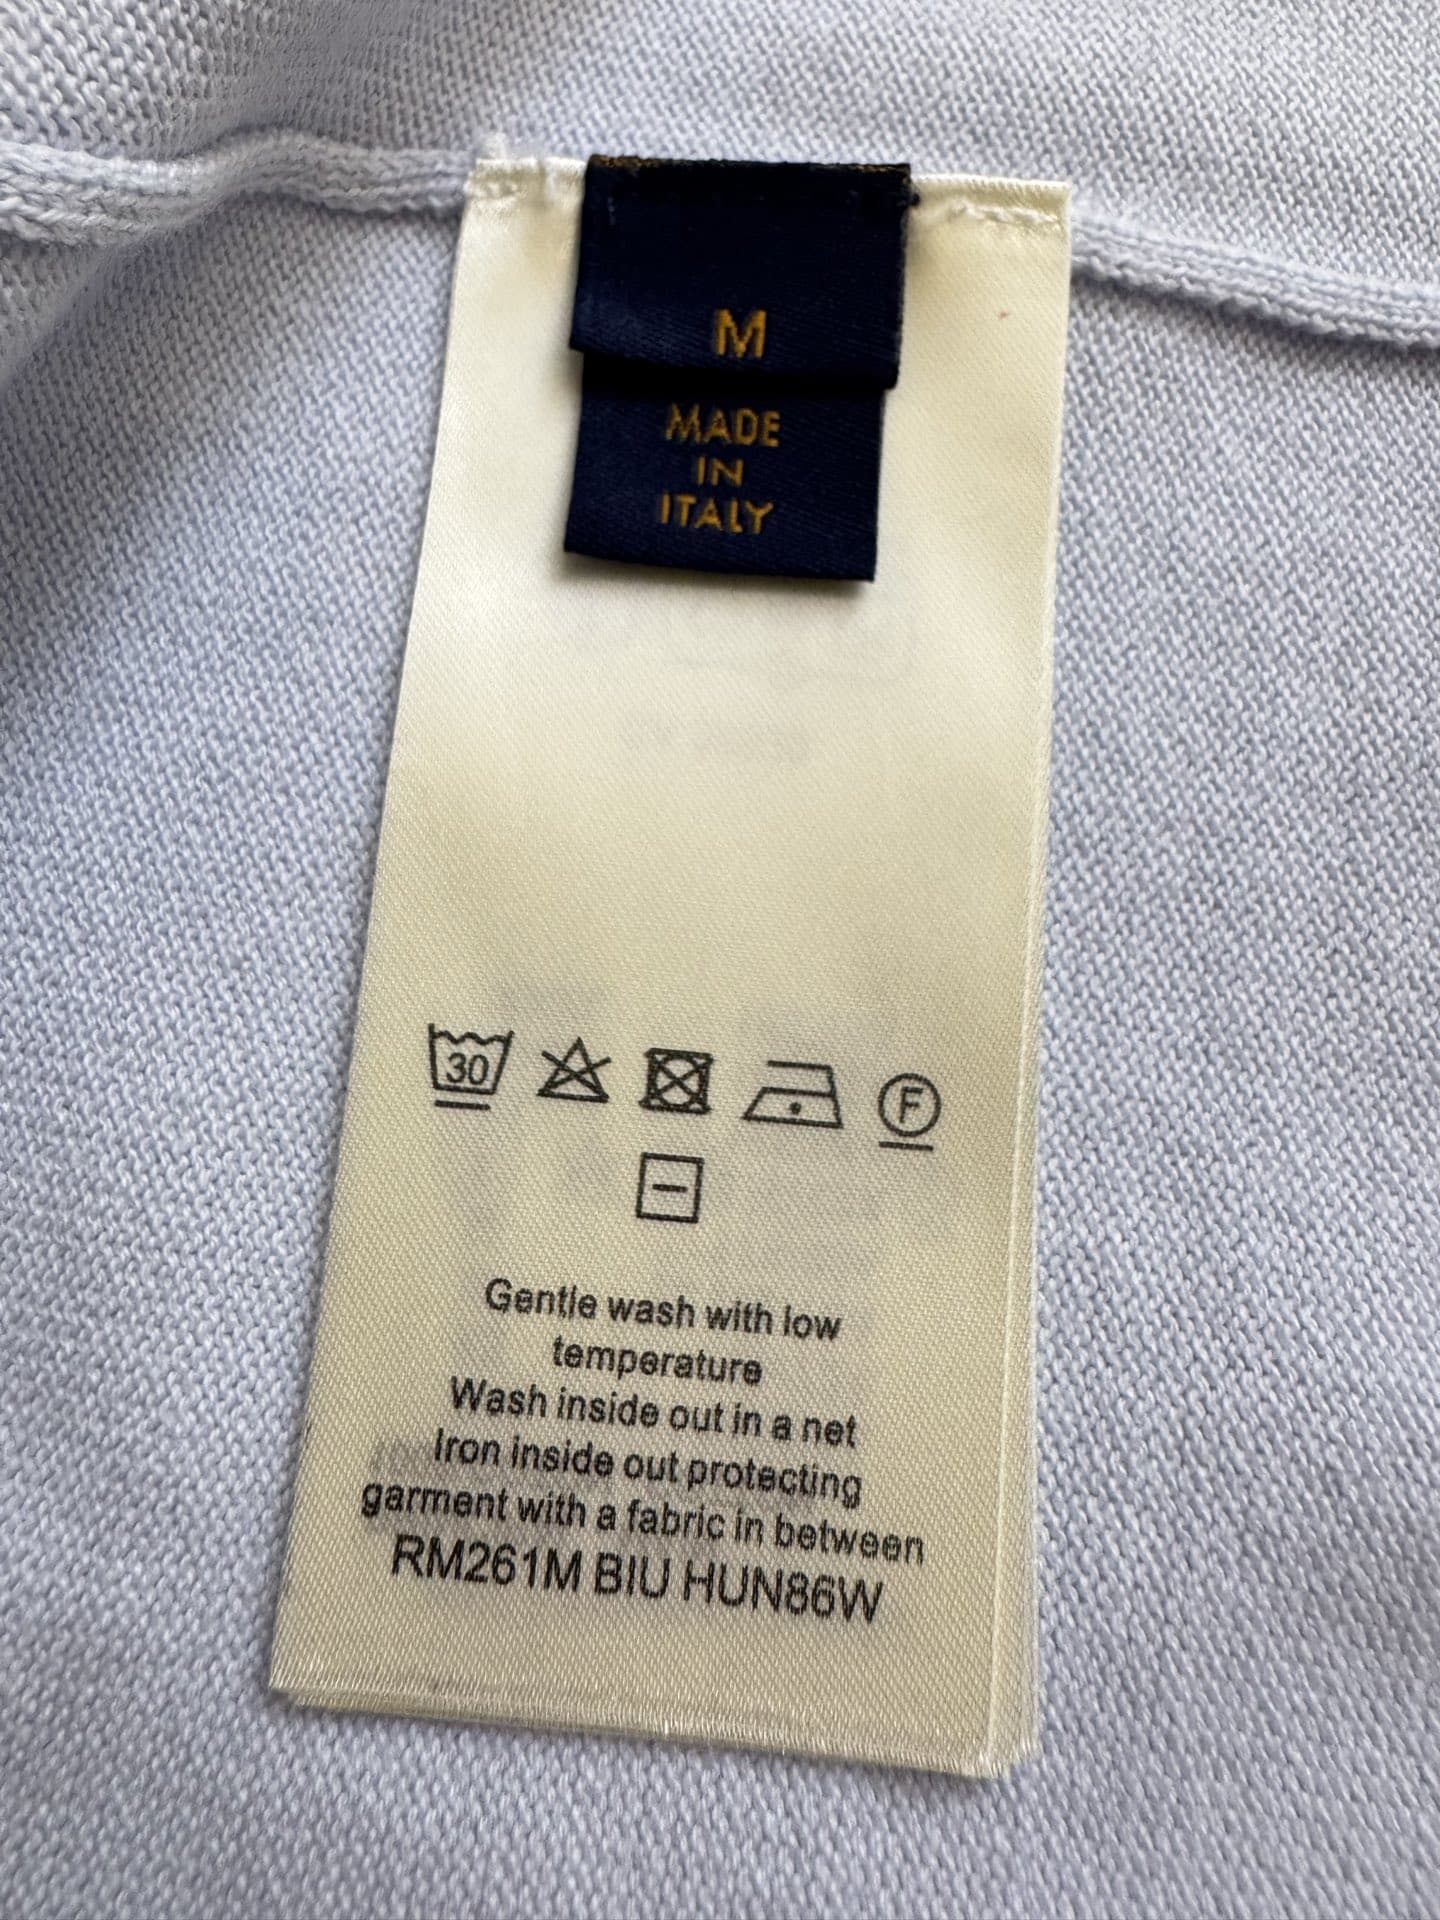 M
MADE
IN
ITALY
30
F
Gentle wash with low
temperature
Wash inside out in a net
Iron inside out protecting
garment with a fabric in between
RM261M BIU HUN86W